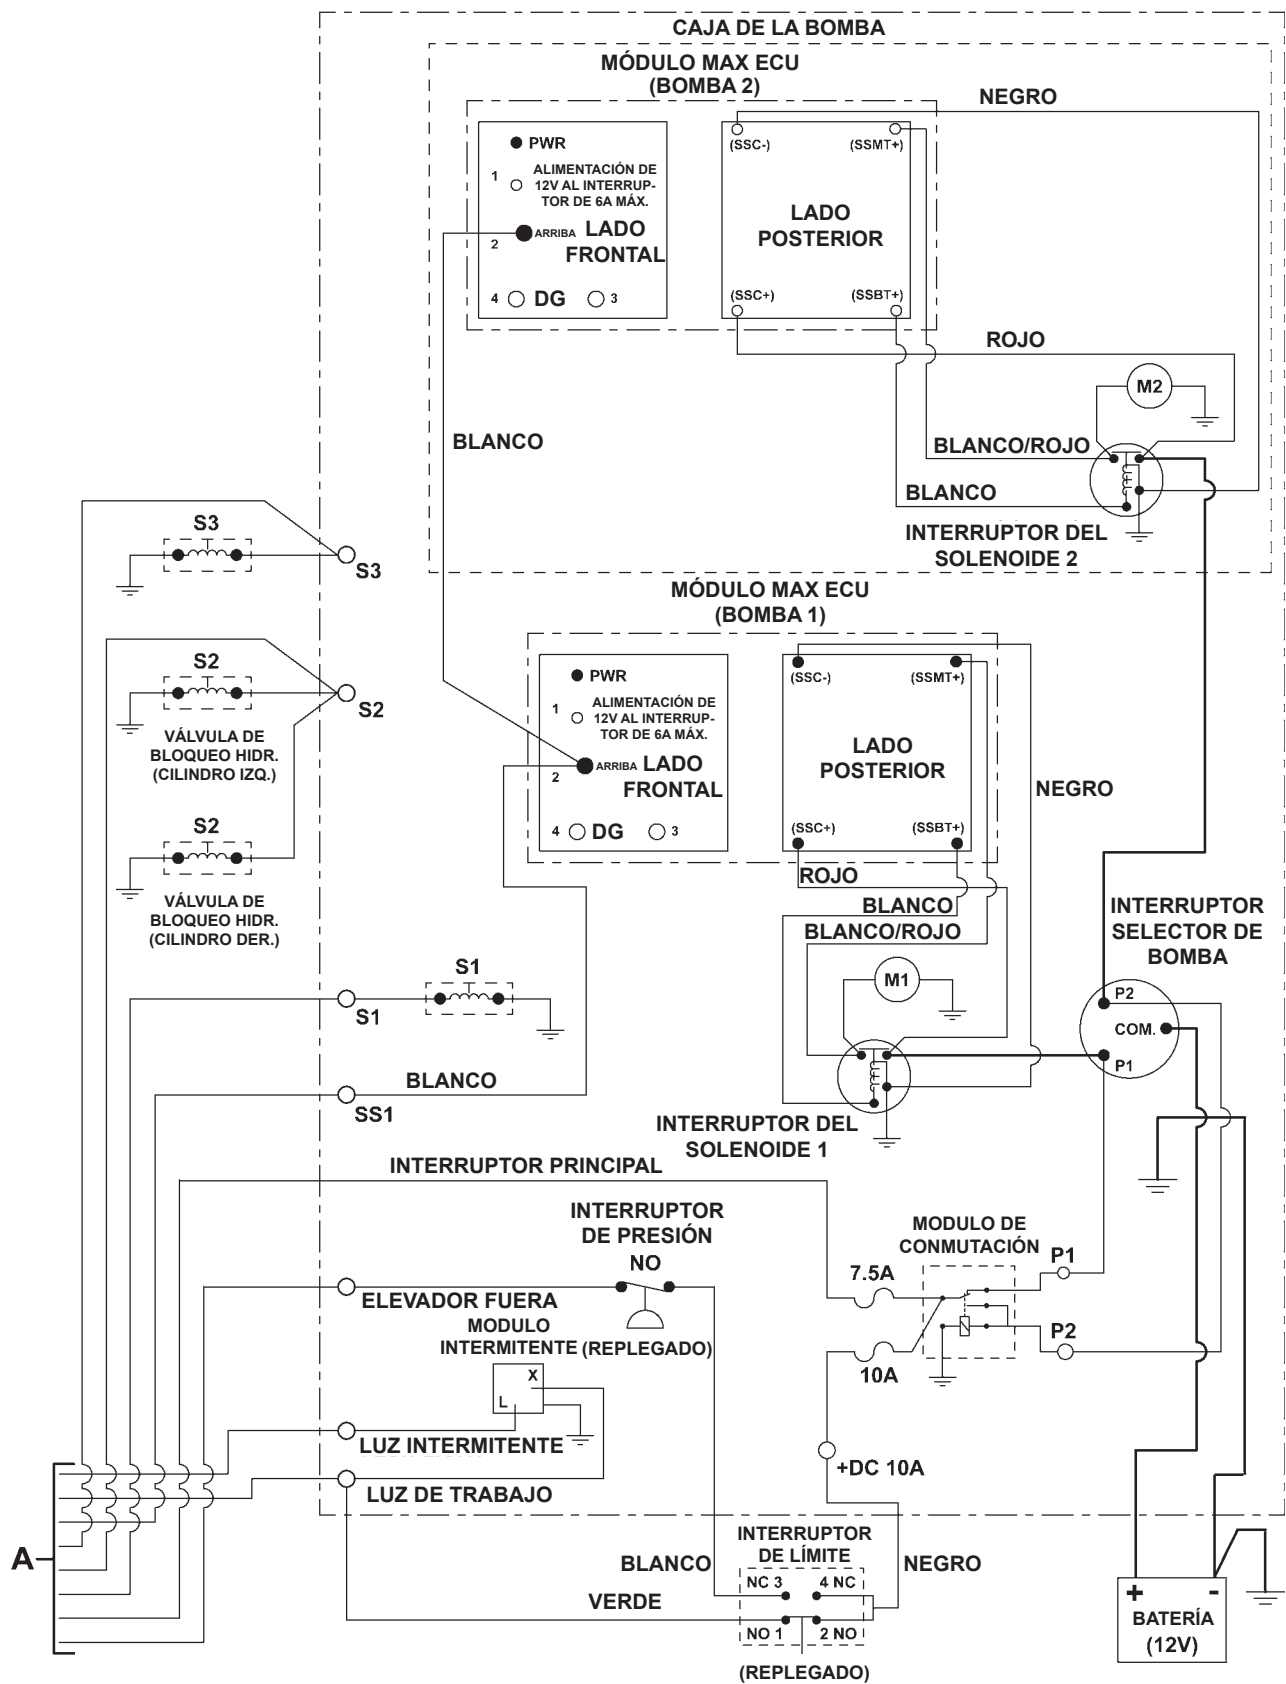 CAJA DE LA BOMBA
MÓDULO MAX ECU
(BOMBA 2)
NEGRO
PWR
1
ALIMENTACIÓN DE
12V AL INTERRUP-
TOR DE 6A MÁX.
2
ARRIBA
LADO
FRONTAL
4
DG
3
(SSC-)
(SSMT+)
LADO
POSTERIOR
(SSC+)
(SSBT+)
ROJO
M2
BLANCO
BLANCO/ROJO
BLANCO
INTERRUPTOR DEL
SOLENOIDE 2
S3
S3
MÓDULO MAX ECU
(BOMBA 1)
S2
S2
VÁLVULA DE
BLOQUEO HIDR.
(CILINDRO IZQ.)
PWR
1
ALIMENTACIÓN DE
12V AL INTERRUP-
TOR DE 6A MÁX.
2
ARRIBA
LADO
FRONTAL
4
DG
3
(SSC-)
(SSMT+)
LADO
POSTERIOR
(SSC+)
(SSBT+)
NEGRO
S2
VÁLVULA DE
BLOQUEO HIDR.
(CILINDRO DER.)
ROJO
BLANCO
BLANCO/ROJO
INTERRUPTOR
SELECTOR DE
BOMBA
S1
S1
M1
P2
COM.
P1
BLANCO
SS1
INTERRUPTOR DEL
SOLENOIDE 1
INTERRUPTOR PRINCIPAL
INTERRUPTOR
DE PRESIÓN
NO
MODULO DE
CONMUTACIÓN
P1
7.5A
ELEVADOR FUERA
MODULO
INTERMITENTE
(REPLEGADO)
P2
10A
X
L
LUZ INTERMITENTE
+DC 10A
LUZ DE TRABAJO
A
INTERRUPTOR
DE LÍMITE
BLANCO
NEGRO
NC 3
4 NC
VERDE
NO 1
2 NO
(REPLEGADO)
+
-
BATERÍA
(12V)